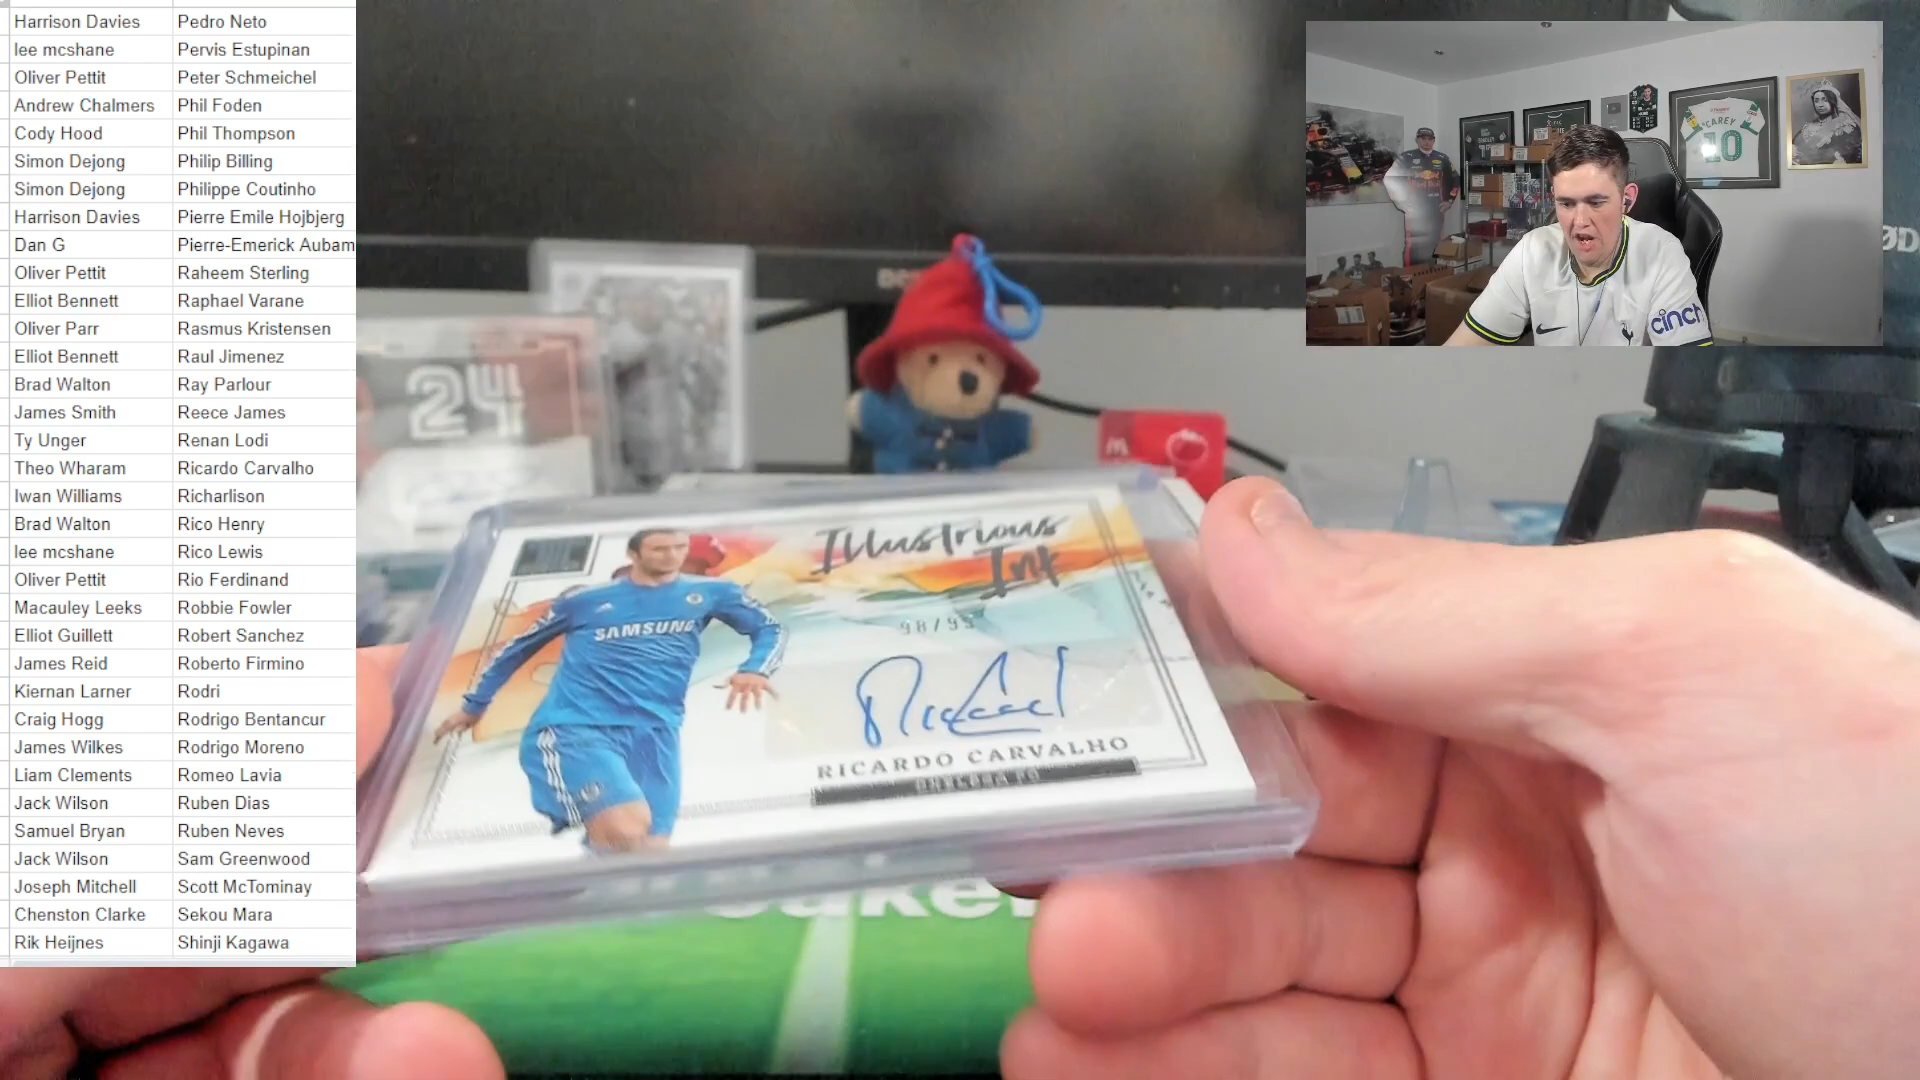 Harrison Davies Pedro Neto
lee mcshane Pervis Estupinan
Oliver Pettit Peter Schmeichel
Andrew Chalmers Phil Foden
Cody Hood Phil Thompson
Simon Dejong Philip Billing
Simon Dejong Philippe Coutinho
Harrison Davies Pierre Emile Hojbjerg
Dan G Pierre-Emerick Aubam
Oliver Pettit Raheem Sterling
Elliot Bennett Raphael Varane
Oliver Parr Rasmus Kristensen
Elliot Bennett Raul Jimenez
Brad Walton Ray Parlour
James Smith Reece James
Ty Unger Renan Lodi
Theo Wharam Ricardo Carvalho
Iwan Williams Richarlison
Brad Walton Rico Henry
lee mcshane Rico Lewis
Oliver Pettit Rio Ferdinand
Macauley Leeks Robbie Fowler
Elliot Guillett Robert Sanchez
James Reid Roberto Firmino
Kiernan Larner Rodri
Craig Hogg Rodrigo Bentancur
James Wilkes Rodrigo Moreno
Liam Clements Romeo Lavia
Jack Wilson Ruben Dias
Samuel Bryan Ruben Neves
Jack Wilson Sam Greenwood
Joseph Mitchell Scott McTominay
Chenston Clarke Sekou Mara
Rik Heijnes Shinji Kagawa
CAREY
10
cinch
24
Illustrious
Ink
SAMSUNG
RICARDO CARVALHO
CHELSEA FC